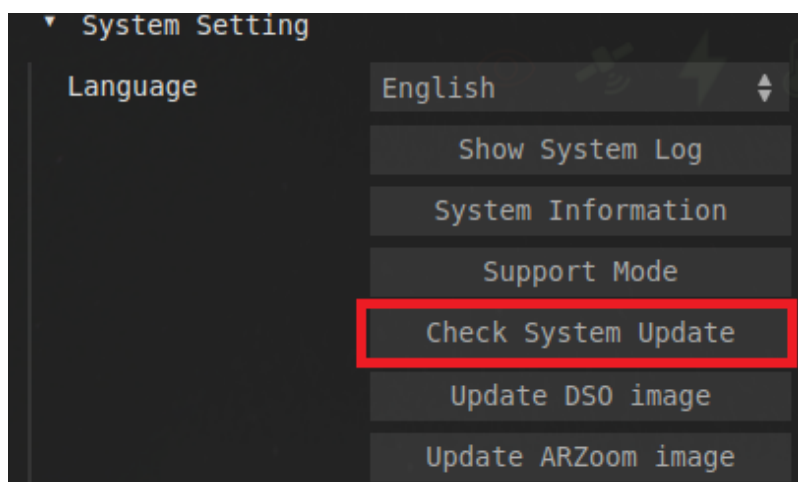 System Setting
Language English
Show System Log
System Information
Support Mode
Check System Update
Update DSO image
Update ARZoom image